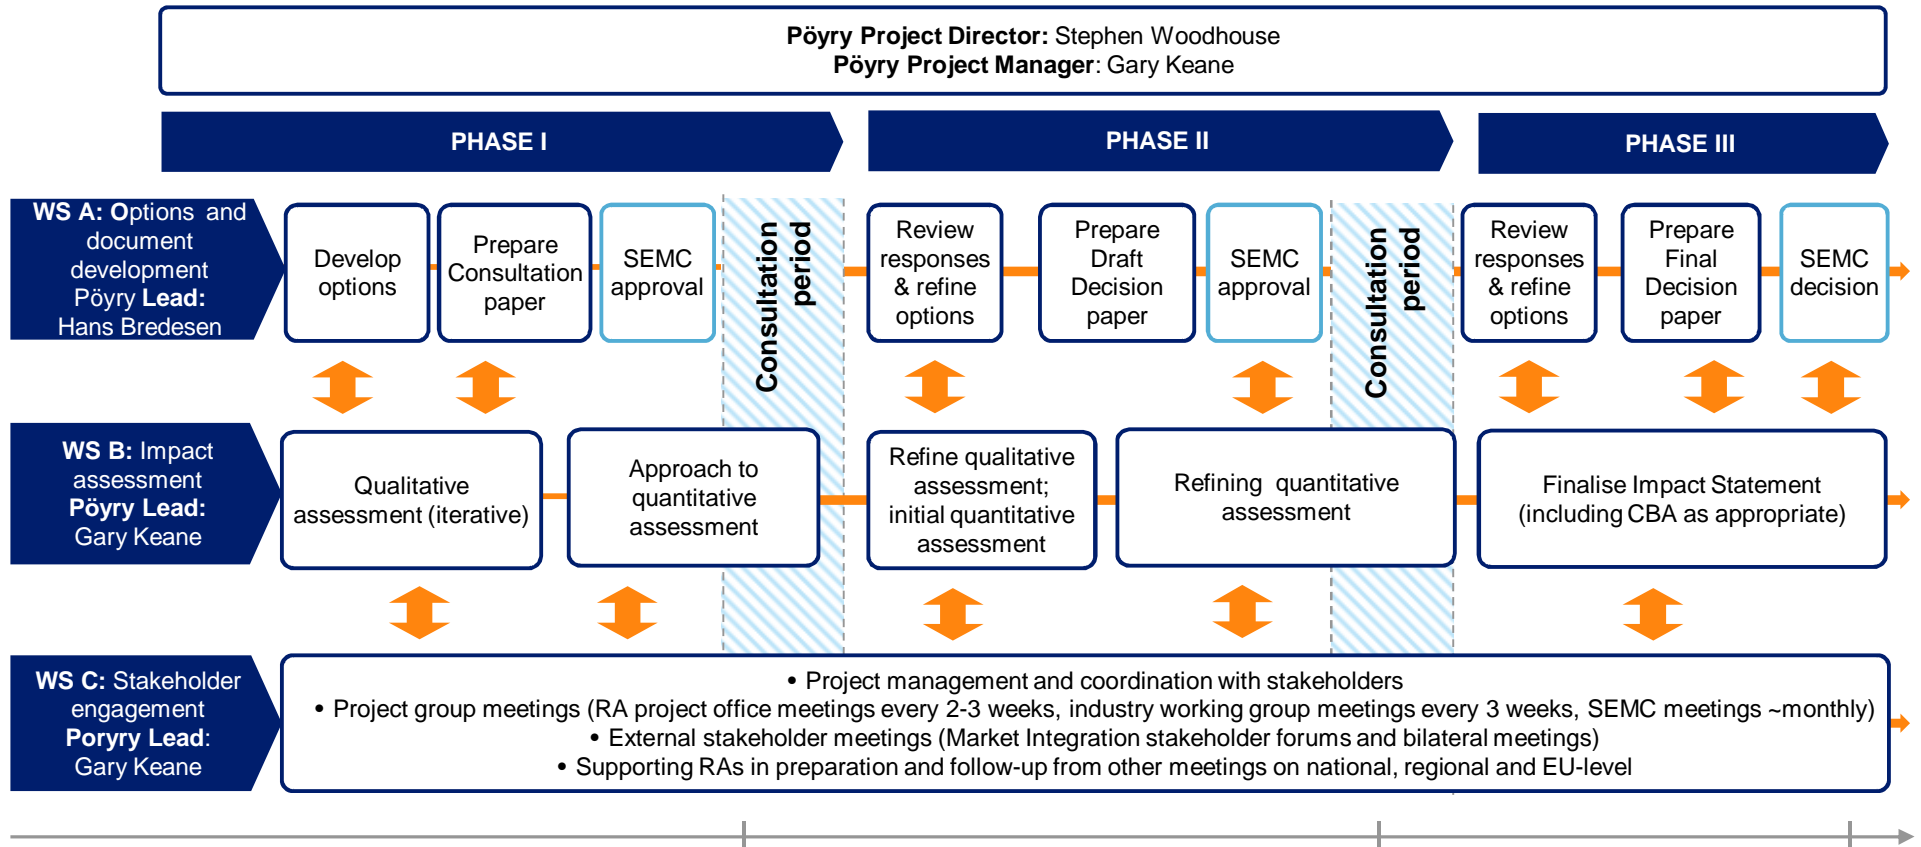 Pöyry Project Director: Stephen Woodhouse
Pöyry Project Manager: Gary Keane
PHASE I
PHASE II
PHASE III
WS A: Options and
document
development
Pöyry Lead:
Hans Bredesen
Develop
options
Prepare
Consultation
paper
SEMC
approval
Consultation
period
Review
responses
& refine
options
Prepare
Draft
Decision
paper
SEMC
approval
Consultation
period
Review
responses
& refine
options
Prepare
Final
Decision
paper
SEMC
decision
WS B: Impact
assessment
Pöyry Lead:
Gary Keane
Qualitative
assessment (iterative)
Approach to
quantitative
assessment
Refine qualitative
assessment;
initial quantitative
assessment
Refining quantitative
assessment
Finalise Impact Statement
(including CBA as appropriate)
WS C: Stakeholder
engagement
Poryry Lead:
Gary Keane
• Project management and coordination with stakeholders
• Project group meetings (RA project office meetings every 2-3 weeks, industry working group meetings every 3 weeks, SEMC meetings ~monthly)
• External stakeholder meetings (Market Integration stakeholder forums and bilateral meetings)
• Supporting RAs in preparation and follow-up from other meetings on national, regional and EU-level